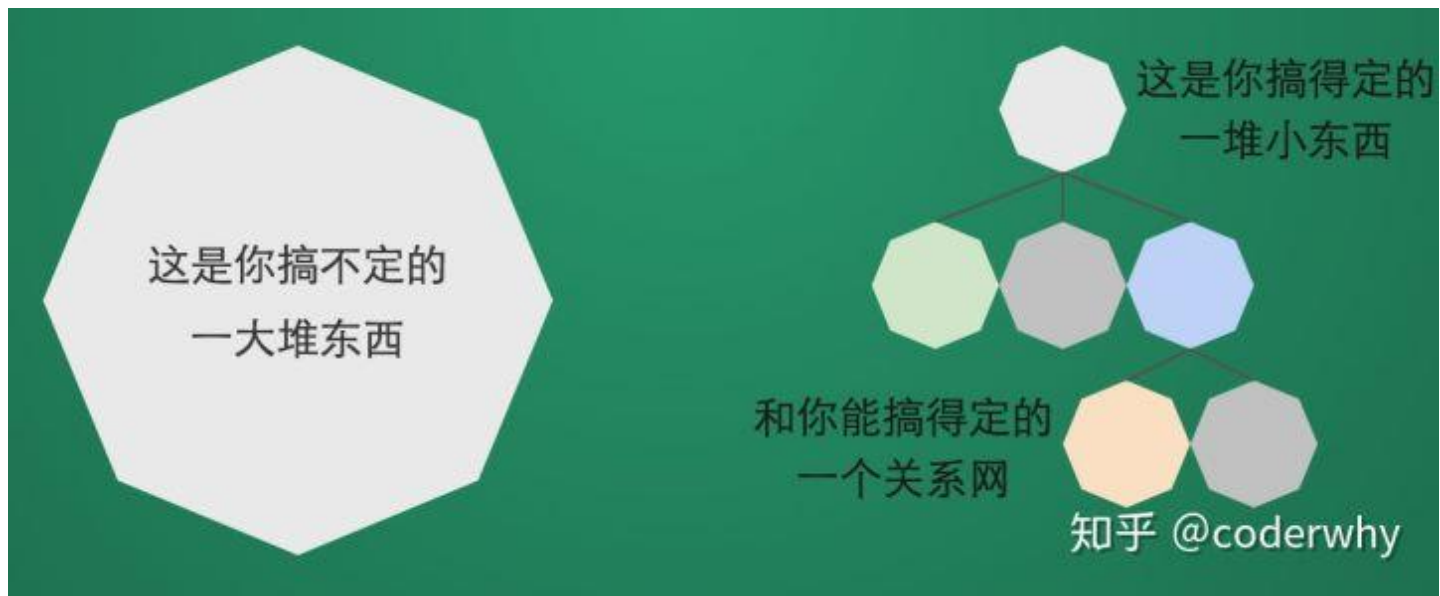 这是你搞不定的
一大堆东西
这是你搞得定的
一堆小东西
和你能搞得定的
一个关系网
知乎 @coderwhy